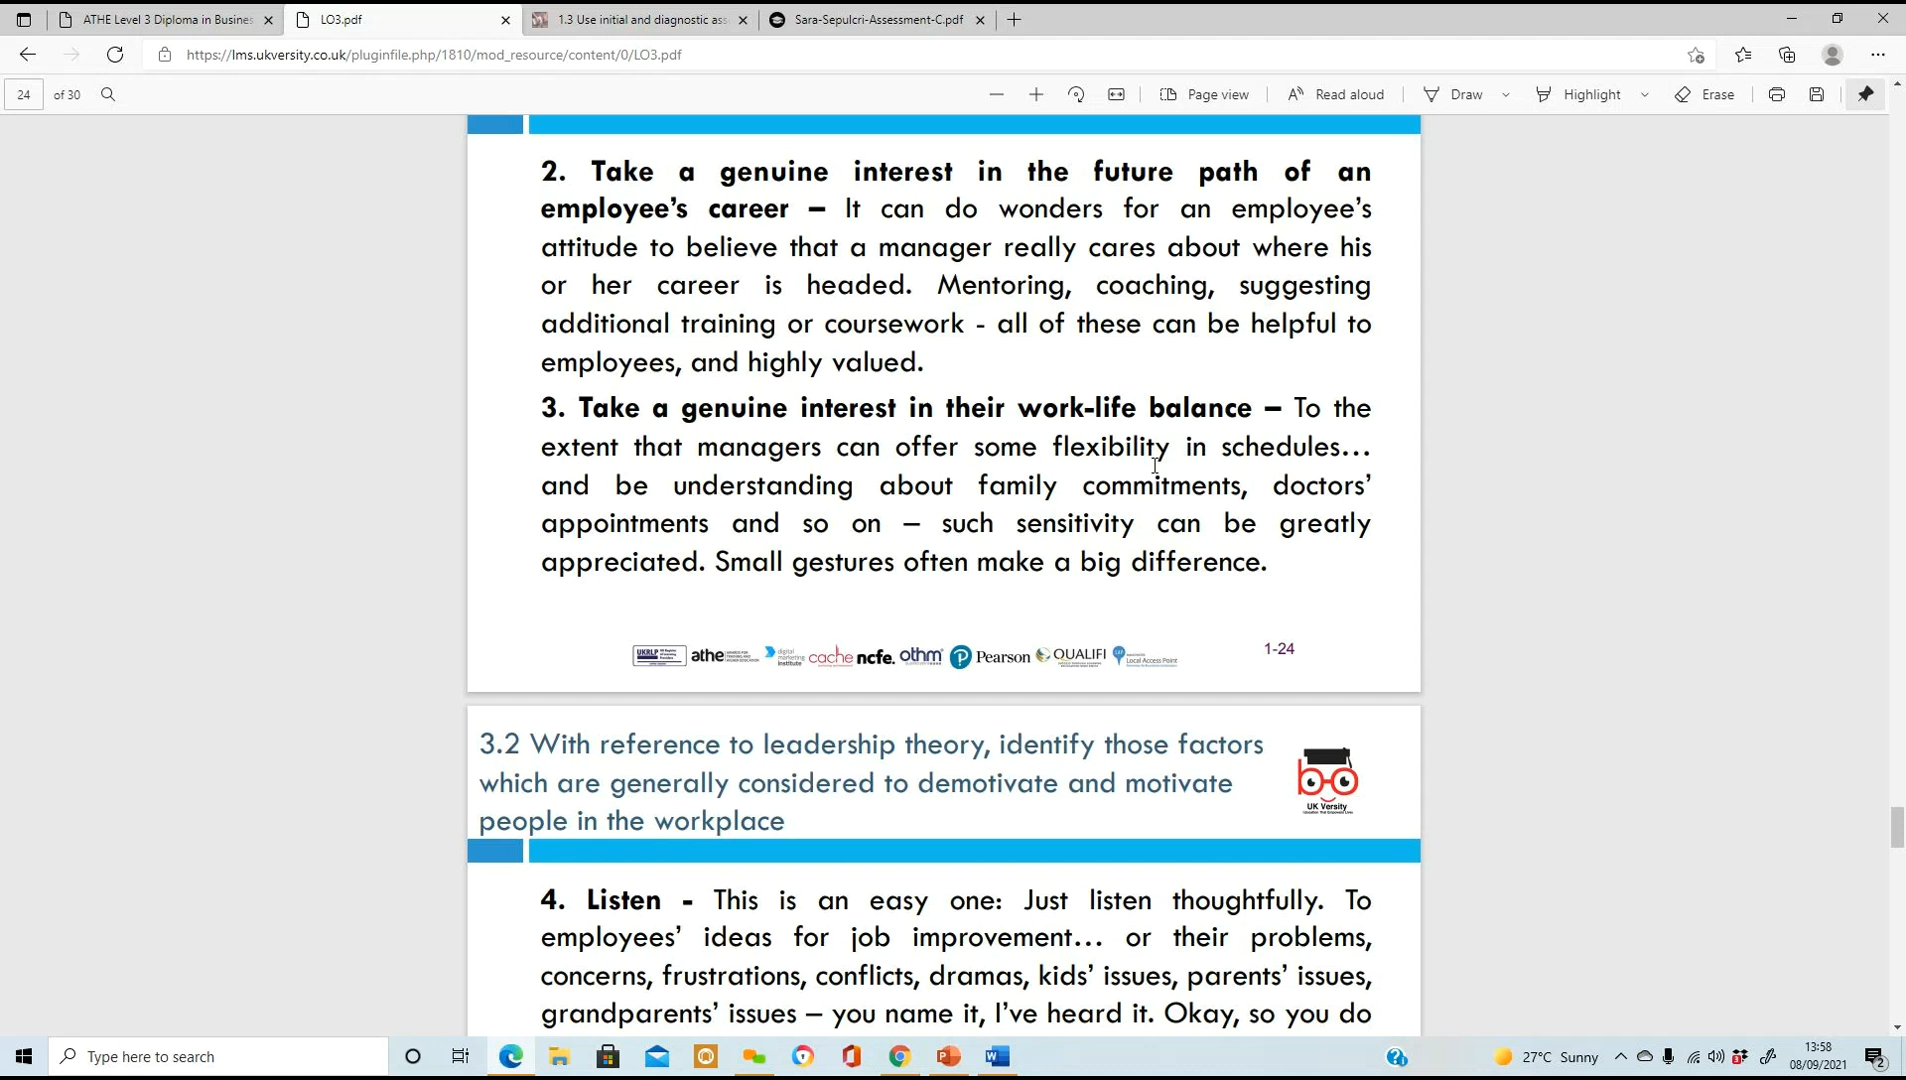 ATHE Level 3 Diploma in Busines
LO3.pdf
1.3 Use initial and diagnostic ass
Sara-Sepulcri-Assessment-C.pdf
https://lms.ukversity.co.uk/pluginfile.php/1810/mod_resource/content/0/LO3.pdf
24 of 30
Page view
Read aloud
Draw
Highlight
Erase
2. Take a genuine interest in the future path of an
employee's career – It can do wonders for an employee's
attitude to believe that a manager really cares about where his
or her career is headed. Mentoring, coaching, suggesting
additional training or coursework - all of these can be helpful to
employees, and highly valued.
3. Take a genuine interest in their work-life balance – To the
extent that managers can offer some flexibility in schedules…
and be understanding about family commitments, doctors'
appointments and so on – such sensitivity can be greatly
appreciated. Small gestures often make a big difference.
UKRLP athe digital marketing institute cache ncfe. othm Pearson QUALIFI Local Access Point
1-24
3.2 With reference to leadership theory, identify those factors
which are generally considered to demotivate and motivate
people in the workplace
UK Versity
4. Listen - This is an easy one: Just listen thoughtfully. To
employees' ideas for job improvement… or their problems,
concerns, frustrations, conflicts, dramas, kids' issues, parents' issues,
grandparents' issues – you name it, I've heard it. Okay, so you do
Type here to search
27°C Sunny
13:58
08/09/2021
2